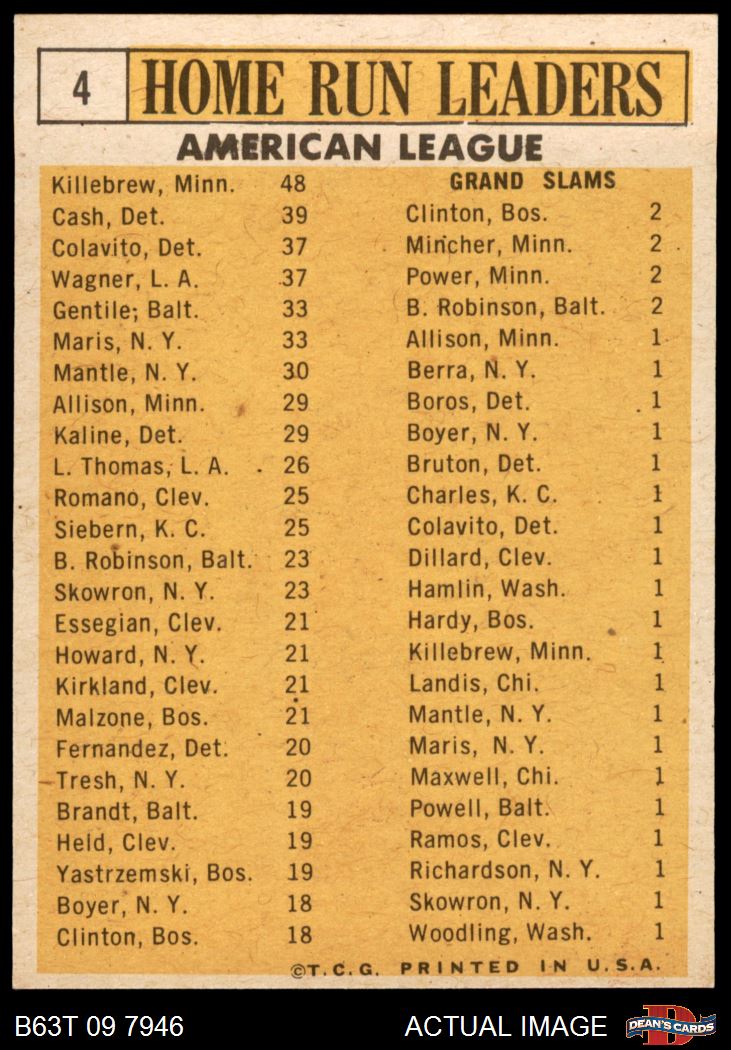 4 HOME RUN LEADERS
AMERICAN LEAGUE
Killebrew, Minn. 48
Cash, Det. 39
Colavito, Det. 37
Wagner, L. A. 37
Gentile; Balt. 33
Maris, N. Y. 33
Mantle, N. Y. 30
Allison, Minn. 29
Kaline, Det. 29
L. Thomas, L. A. 26
Romano, Clev. 25
Siebern, K. C. 25
B. Robinson, Balt. 23
Skowron, N. Y. 23
Essegian, Clev. 21
Howard, N. Y. 21
Kirkland, Clev. 21
Malzone, Bos. 21
Fernandez, Det. 20
Tresh, N. Y. 20
Brandt, Balt. 19
Held, Clev. 19
Yastrzemski, Bos. 19
Boyer, N. Y. 18
Clinton, Bos. 18
GRAND SLAMS
Clinton, Bos. 2
Mincher, Minn. 2
Power, Minn. 2
B. Robinson, Balt. 2
Allison, Minn. 1
Berra, N. Y. 1
Boros, Det. 1
Boyer, N. Y. 1
Bruton, Det. 1
Charles, K. C. 1
Colavito, Det. 1
Dillard, Clev. 1
Hamlin, Wash. 1
Hardy, Bos. 1
Killebrew, Minn. 1
Landis, Chi. 1
Mantle, N. Y. 1
Maris, N. Y. 1
Maxwell, Chi. 1
Powell, Balt. 1
Ramos, Clev. 1
Richardson, N. Y. 1
Skowron, N. Y. 1
Woodling, Wash. 1
©T.C.G. PRINTED IN U.S.A.
B63T 09 7946 ACTUAL IMAGE
D
DEAN'S CARDS